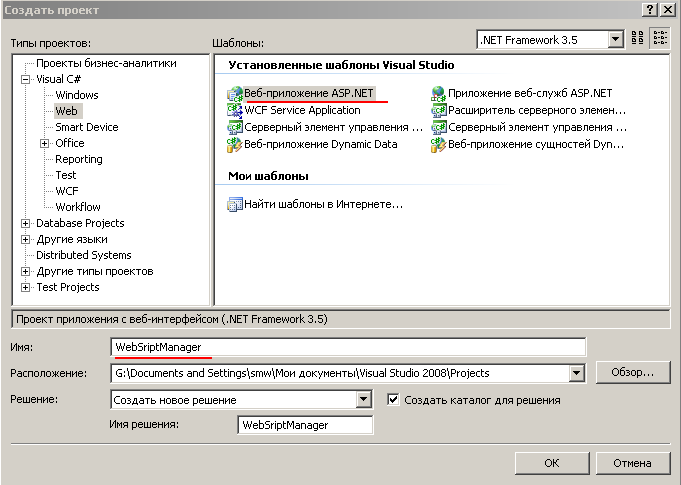 Создать проект
Типы проектов:
Шаблоны:
.NET Framework 3.5
Проекты бизнес-аналитики
Visual C#
Windows
Web
Smart Device
Office
Reporting
Test
WCF
Workflow
Database Projects
Другие языки
Distributed Systems
Другие типы проектов
Test Projects
Установленные шаблоны Visual Studio
Веб-приложение ASP.NET
Приложение веб-служб ASP.NET
WCF Service Application
Расширитель серверного элемен...
Серверный элемент управления ...
Серверный элемент управления ...
Веб-приложение Dynamic Data
Веб-приложение сущностей Dyn...
Мои шаблоны
Найти шаблоны в Интернете...
Проект приложения с веб-интерфейсом (.NET Framework 3.5)
Имя:
WebSriptManager
Расположение:
G:\Documents and Settings\smw\Мои документы\Visual Studio 2008\Projects
Обзор...
Решение:
Создать новое решение
Создать каталог для решения
Имя решения:
WebSriptManager
OK
Отмена